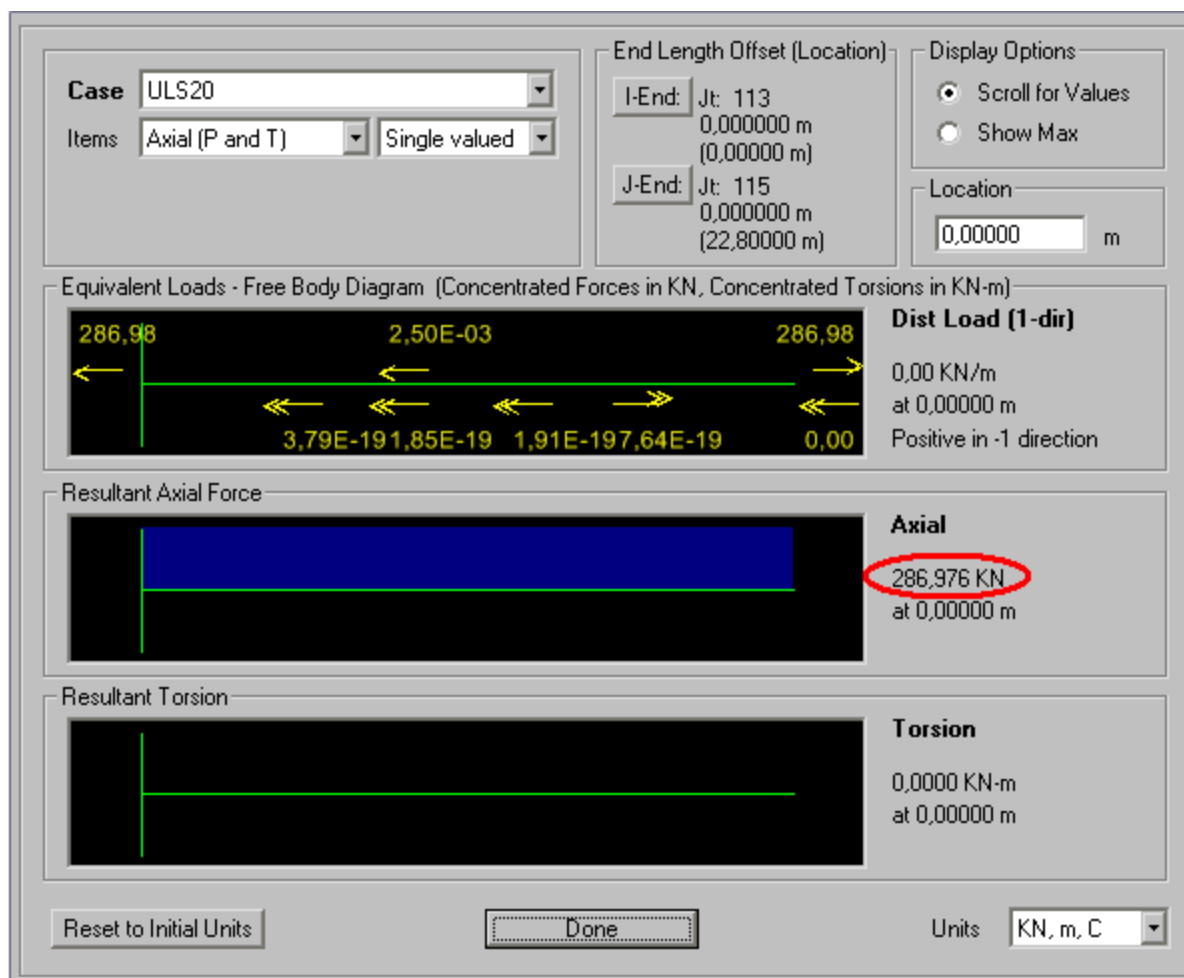 Case ULS20
Items Axial (P and T) Single valued
End Length Offset (Location)
I-End: Jt: 113
0,000000 m
(0,00000 m)
J-End: Jt: 115
0,000000 m
(22,80000 m)
Display Options
Scroll for Values
Show Max
Location
0,00000 m
Equivalent Loads - Free Body Diagram (Concentrated Forces in KN, Concentrated Torsions in KN-m)
286,98 2,50E-03 286,98
3,79E-191,85E-19 1,91E-197,64E-19 0,00
Dist Load (1-dir)
0,00 KN/m
at 0,00000 m
Positive in -1 direction
Resultant Axial Force
Axial
286,976 KN
at 0,00000 m
Resultant Torsion
Torsion
0,0000 KN-m
at 0,00000 m
Reset to Initial Units Done Units KN, m, C